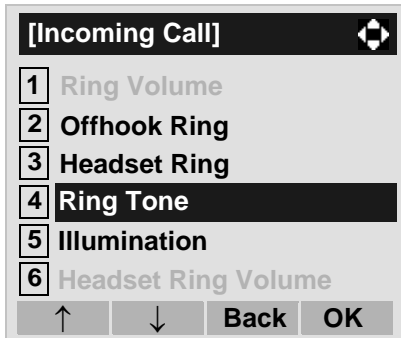 [Incoming Call]
1 Ring Volume
2 Offhook Ring
3 Headset Ring
4 Ring Tone
5 Illumination
6 Headset Ring Volume
↑ ↓ Back OK